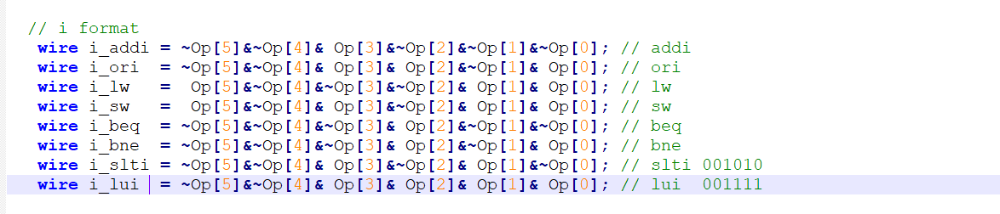 // i format
wire i_addi = ~Op[5]&~Op[4]& Op[3]&~Op[2]&~Op[1]&~Op[0]; // addi
wire i_ori  = ~Op[5]&~Op[4]& Op[3]& Op[2]&~Op[1]& Op[0]; // ori
wire i_lw   =  Op[5]&~Op[4]&~Op[3]&~Op[2]& Op[1]& Op[0]; // lw
wire i_sw   =  Op[5]&~Op[4]& Op[3]&~Op[2]& Op[1]& Op[0]; // sw
wire i_beq  = ~Op[5]&~Op[4]&~Op[3]& Op[2]&~Op[1]&~Op[0]; // beq
wire i_bne  = ~Op[5]&~Op[4]&~Op[3]& Op[2]&~Op[1]& Op[0]; // bne
wire i_slti = ~Op[5]&~Op[4]& Op[3]&~Op[2]& Op[1]&~Op[0]; // slti 001010
wire i_lui  = ~Op[5]&~Op[4]& Op[3]& Op[2]& Op[1]& Op[0]; // lui  001111